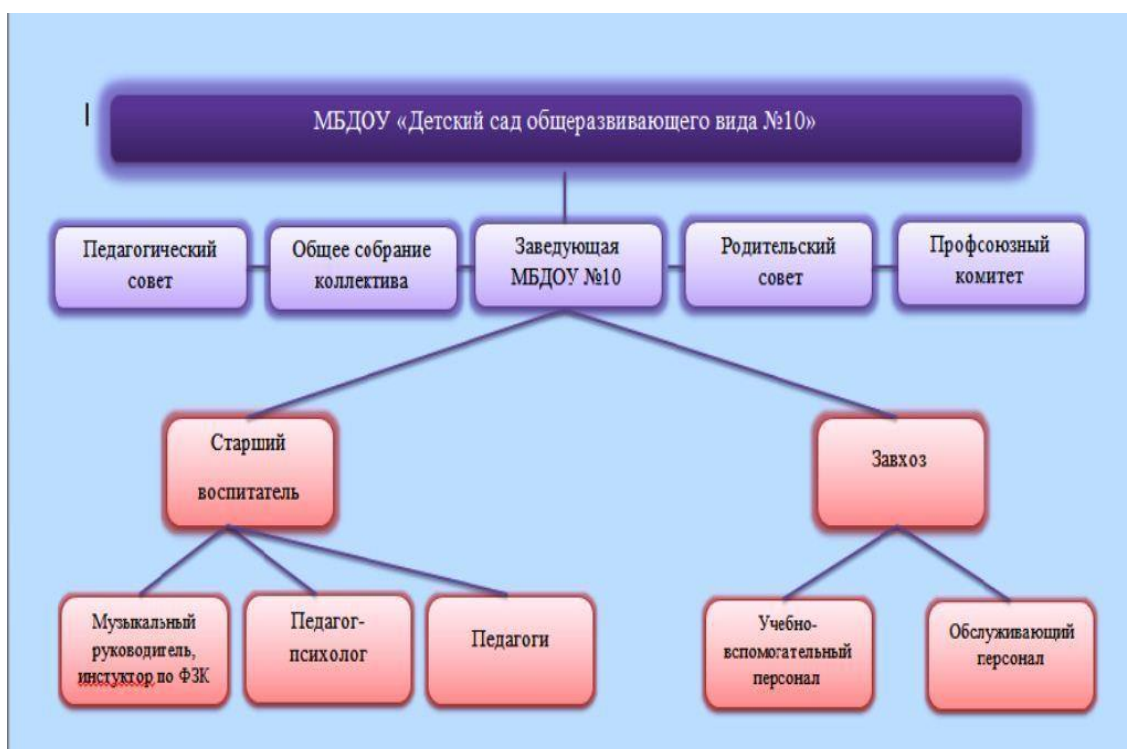 МБДОУ «Детский сад общеразвивающего вида №10»
Педагогический
совет
Общее собрание
коллектива
Заведующая
МБДОУ №10
Родительский
совет
Профсоюзный
комитет
Старший
воспитатель
Завхоз
Музыкальный
руководитель,
инстуктор по ФЗК
Педагог-
психолог
Педагоги
Учебно-
вспомогательный
персонал
Обслуживающий
персонал